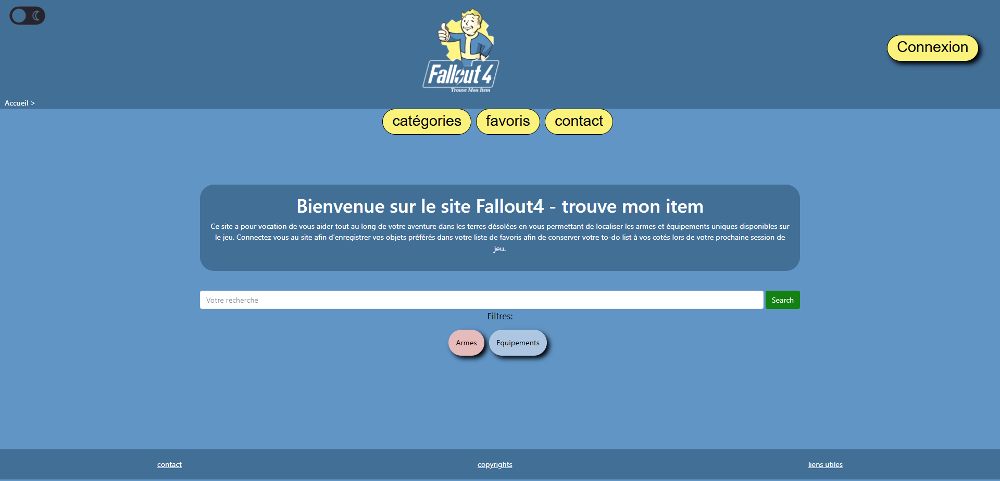 Fallout 4
Trouve Mon Item
Connexion
Accueil >
catégories favoris contact
Bienvenue sur le site Fallout4 - trouve mon item
Ce site a pour vocation de vous aider tout au long de votre aventure dans les terres désolées en vous permettant de localiser les armes et équipements uniques disponibles sur
le jeu. Connectez vous au site afin d’enregistrer vos objets préférés dans votre liste de favoris afin de conserver votre to-do list à vos cotés lors de votre prochaine session de
jeu.
Votre recherche Search
Filtres:
Armes Equipements
contact copyrights liens utiles